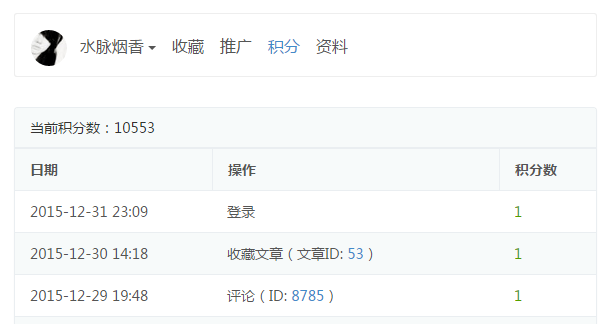 水脉烟香 收藏 推广 积分 资料
当前积分数：10553
日期 操作 积分数
2015-12-31 23:09 登录 1
2015-12-30 14:18 收藏文章（文章ID: 53） 1
2015-12-29 19:48 评论（ID: 8785） 1